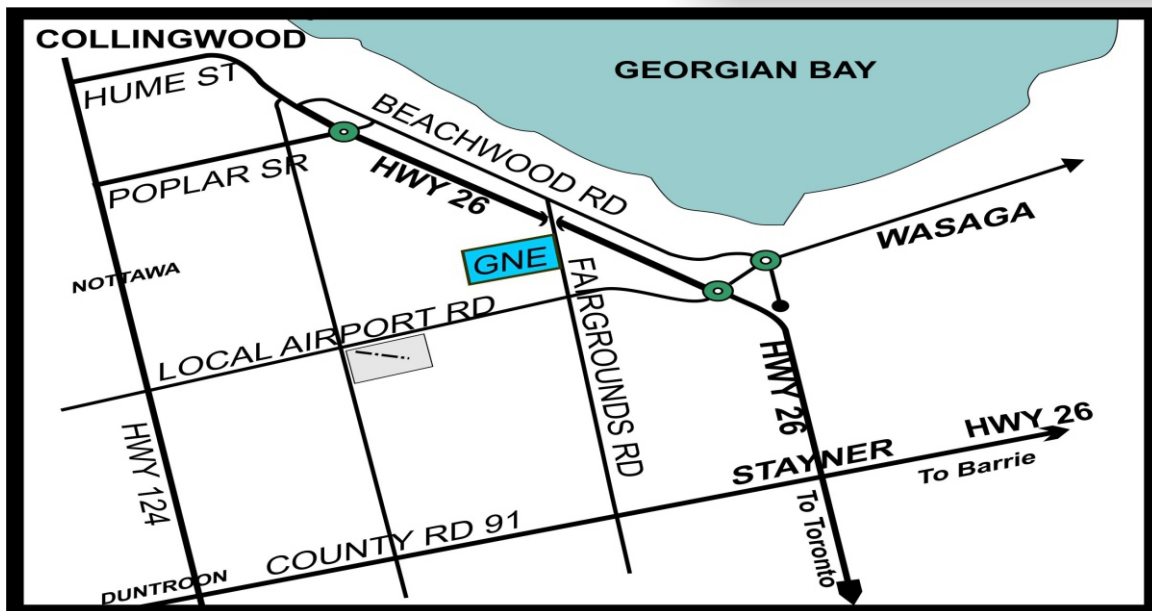 COLLINGWOOD
GEORGIAN BAY
HUME ST
BEACHWOOD RD
POPLAR SR
HWY 26
WASAGA
NOTTAWA
GNE
FAIRGROUNDS RD
LOCAL AIRPORT RD
HWY 26
HWY 124
HWY 26
STAYNER
To Barrie
To Toronto
COUNTY RD 91
DUNTROON